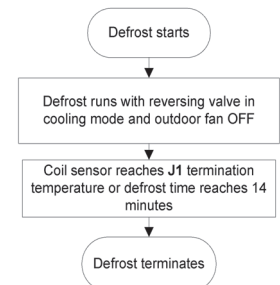 Defrost starts
Defrost runs with reversing valve in
cooling mode and outdoor fan OFF
Coil sensor reaches J1 termination
temperature or defrost time reaches 14
minutes
Defrost terminates